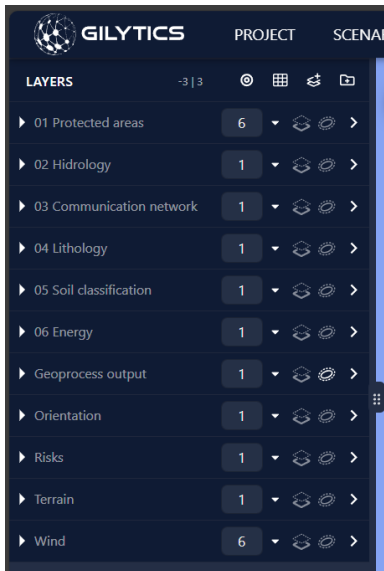 GILYTICS PROJECT SCENA
LAYERS -3|3
01 Protected areas 6
02 Hidrology 1
03 Communication network 1
04 Lithology 1
05 Soil classification 1
06 Energy 1
Geoprocess output 1
Orientation 1
Risks 1
Terrain 1
Wind 6